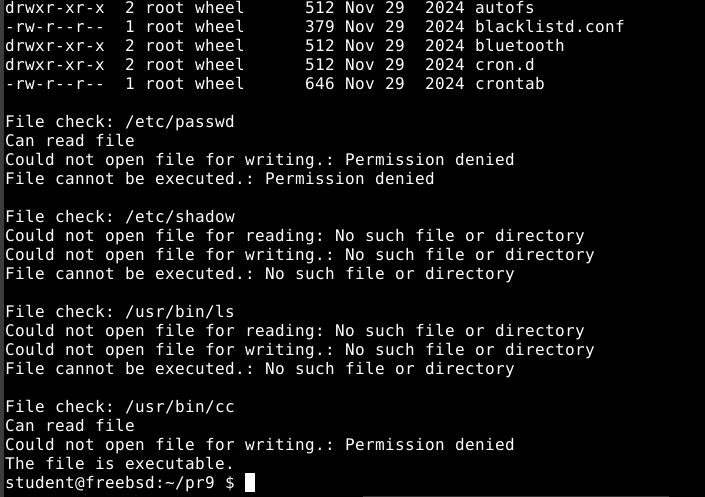 drwxr-xr-x  2 root wheel      512 Nov 29  2024 autofs
-rw-r--r--  1 root wheel      379 Nov 29  2024 blacklistd.conf
drwxr-xr-x  2 root wheel      512 Nov 29  2024 bluetooth
drwxr-xr-x  2 root wheel      512 Nov 29  2024 cron.d
-rw-r--r--  1 root wheel      646 Nov 29  2024 crontab

File check: /etc/passwd
Can read file
Could not open file for writing.: Permission denied
File cannot be executed.: Permission denied

File check: /etc/shadow
Could not open file for reading: No such file or directory
Could not open file for writing.: No such file or directory
File cannot be executed.: No such file or directory

File check: /usr/bin/ls
Could not open file for reading: No such file or directory
Could not open file for writing.: No such file or directory
File cannot be executed.: No such file or directory

File check: /usr/bin/cc
Can read file
Could not open file for writing.: Permission denied
The file is executable.
student@freebsd:~/pr9 $